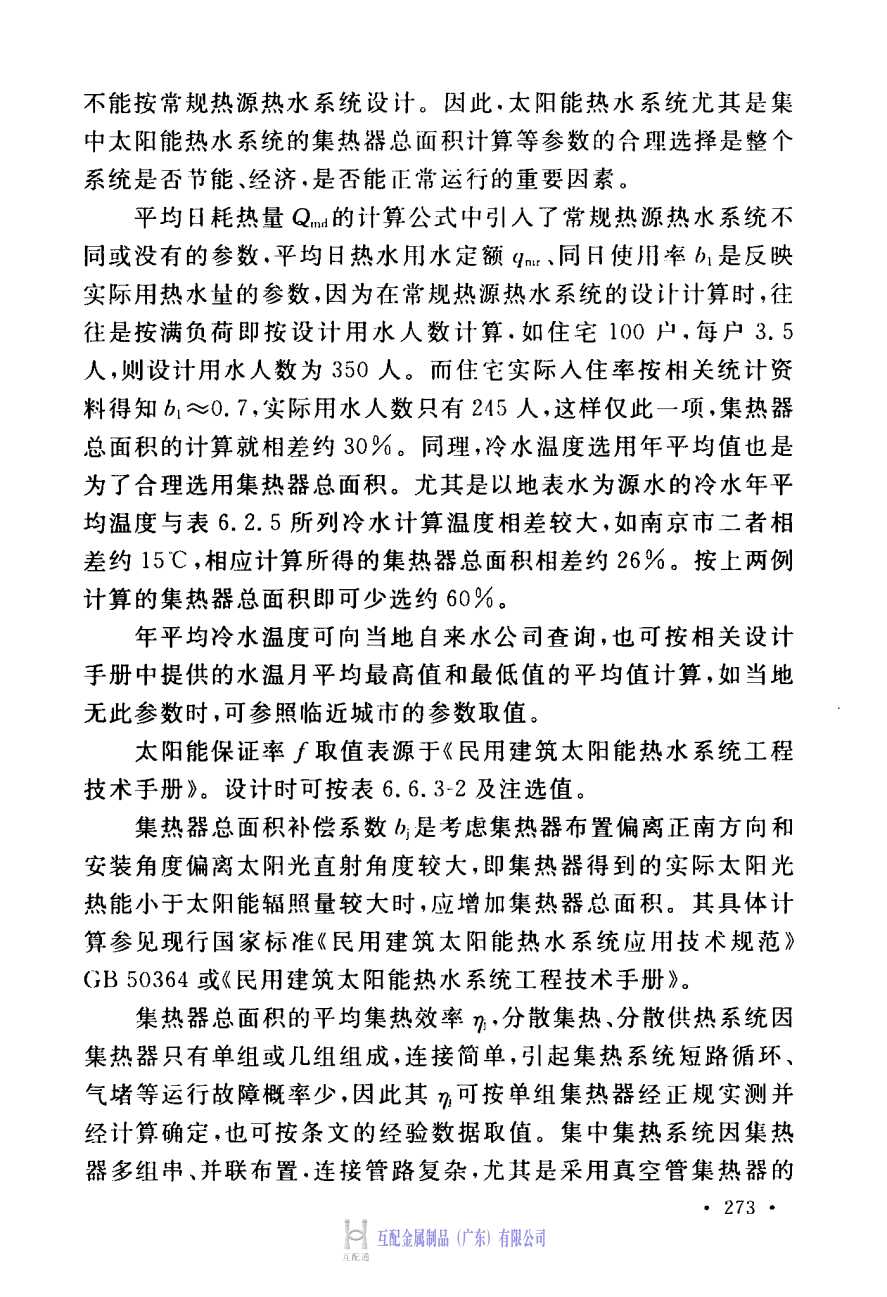 不能按常规热源热水系统设计。因此,太阳能热水系统尤其是集
中太阳能热水系统的集热器总面积计算等参数的合理选择是整个
系统是否节能、经济,是否能正常运行的重要因素。
平均日耗热量 Qmd的计算公式中引入了常规热源热水系统不
同或没有的参数,平均日热水用水定额 qmr、同日使用率 b1是反映
实际用热水量的参数,因为在常规热源热水系统的设计计算时,往
往是按满负荷即按设计用水人数计算,如住宅 100 户,每户 3.5
人,则设计用水人数为 350 人。而住宅实际入住率按相关统计资
料得知 b1≈0.7,实际用水人数只有 245 人,这样仅此一项,集热器
总面积的计算就相差约 30%。同理,冷水温度选用年平均值也是
为了合理选用集热器总面积。尤其是以地表水为源水的冷水年平
均温度与表 6.2.5 所列冷水计算温度相差较大,如南京市二者相
差约 15℃,相应计算所得的集热器总面积相差约 26%。按上两例
计算的集热器总面积即可少选约 60%。
年平均冷水温度可向当地自来水公司查询,也可按相关设计
手册中提供的水温月平均最高值和最低值的平均值计算,如当地
无此参数时,可参照临近城市的参数取值。
太阳能保证率 f 取值表源于《民用建筑太阳能热水系统工程
技术手册》。设计时可按表 6.6.3-2 及注选值。
集热器总面积补偿系数 bj是考虑集热器布置偏离正南方向和
安装角度偏离太阳光直射角度较大,即集热器得到的实际太阳光
热能小于太阳能辐照量较大时,应增加集热器总面积。其具体计
算参见现行国家标准《民用建筑太阳能热水系统应用技术规范》
GB 50364 或《民用建筑太阳能热水系统工程技术手册》。
集热器总面积的平均集热效率 ηj,分散集热、分散供热系统因
集热器只有单组或几组组成,连接简单,引起集热系统短路循环、
气堵等运行故障概率少,因此其 ηj可按单组集热器经正规实测并
经计算确定,也可按条文的经验数据取值。集中集热系统因集热
器多组串、并联布置,连接管路复杂,尤其是采用真空管集热器的
· 273 ·
互配金属制品(广东)有限公司
互配通